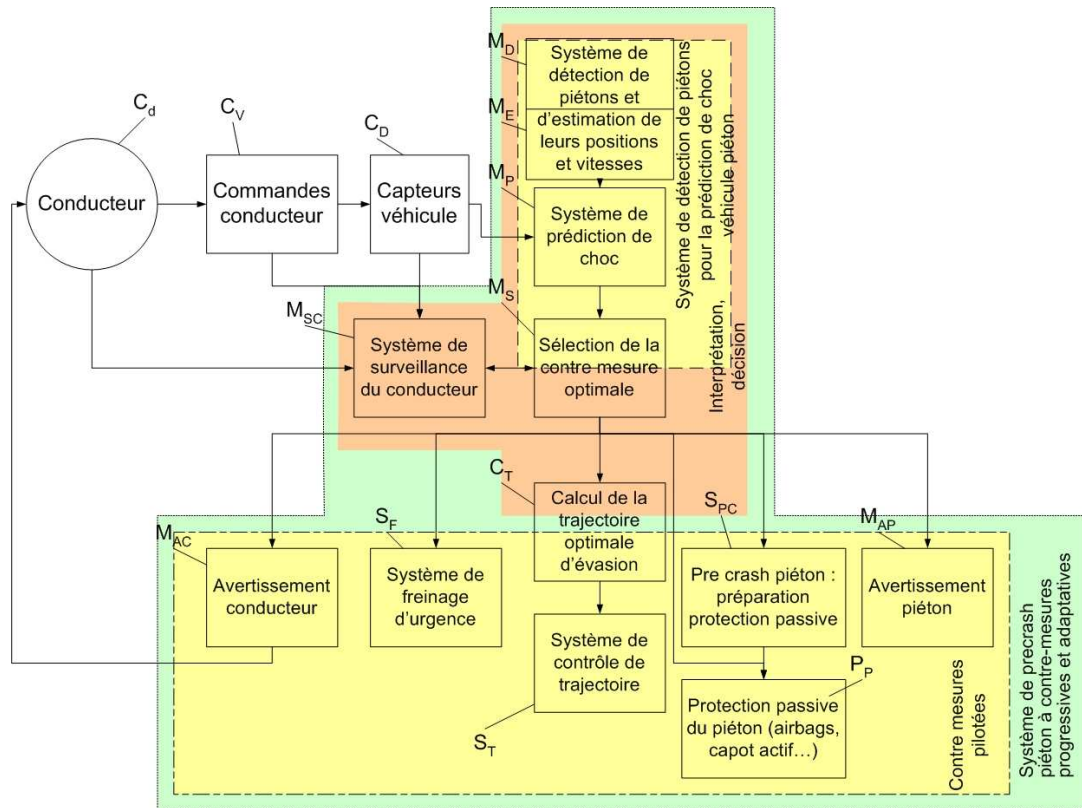 M_D
Système de
détection de
piétons et
M_E
d'estimation de
leurs positions
et vitesses
Système de détection de piétons
pour la prédiction de choc
véhicule piéton
C_d
C_V
C_D
M_P
Conducteur
Commandes
conducteur
Capteurs
véhicule
Système de
prédiction de
choc
M_S
M_SC
Système de
surveillance
du conducteur
Sélection de la
contre mesure
optimale
Interprétation,
décision
C_T
Calcul de la
trajectoire
optimale
d'évasion
M_AC
S_F
S_PC
M_AP
Avertissement
conducteur
Système de
freinage
d'urgence
Pre crash piéton :
préparation
protection passive
Avertissement
piéton
Système de
contrôle de
trajectoire
S_T
P_P
Protection passive
du piéton (airbags,
capot actif…)
Contre mesures
pilotées
Système de precrash
piéton à contre-mesures
progressives et adaptatives